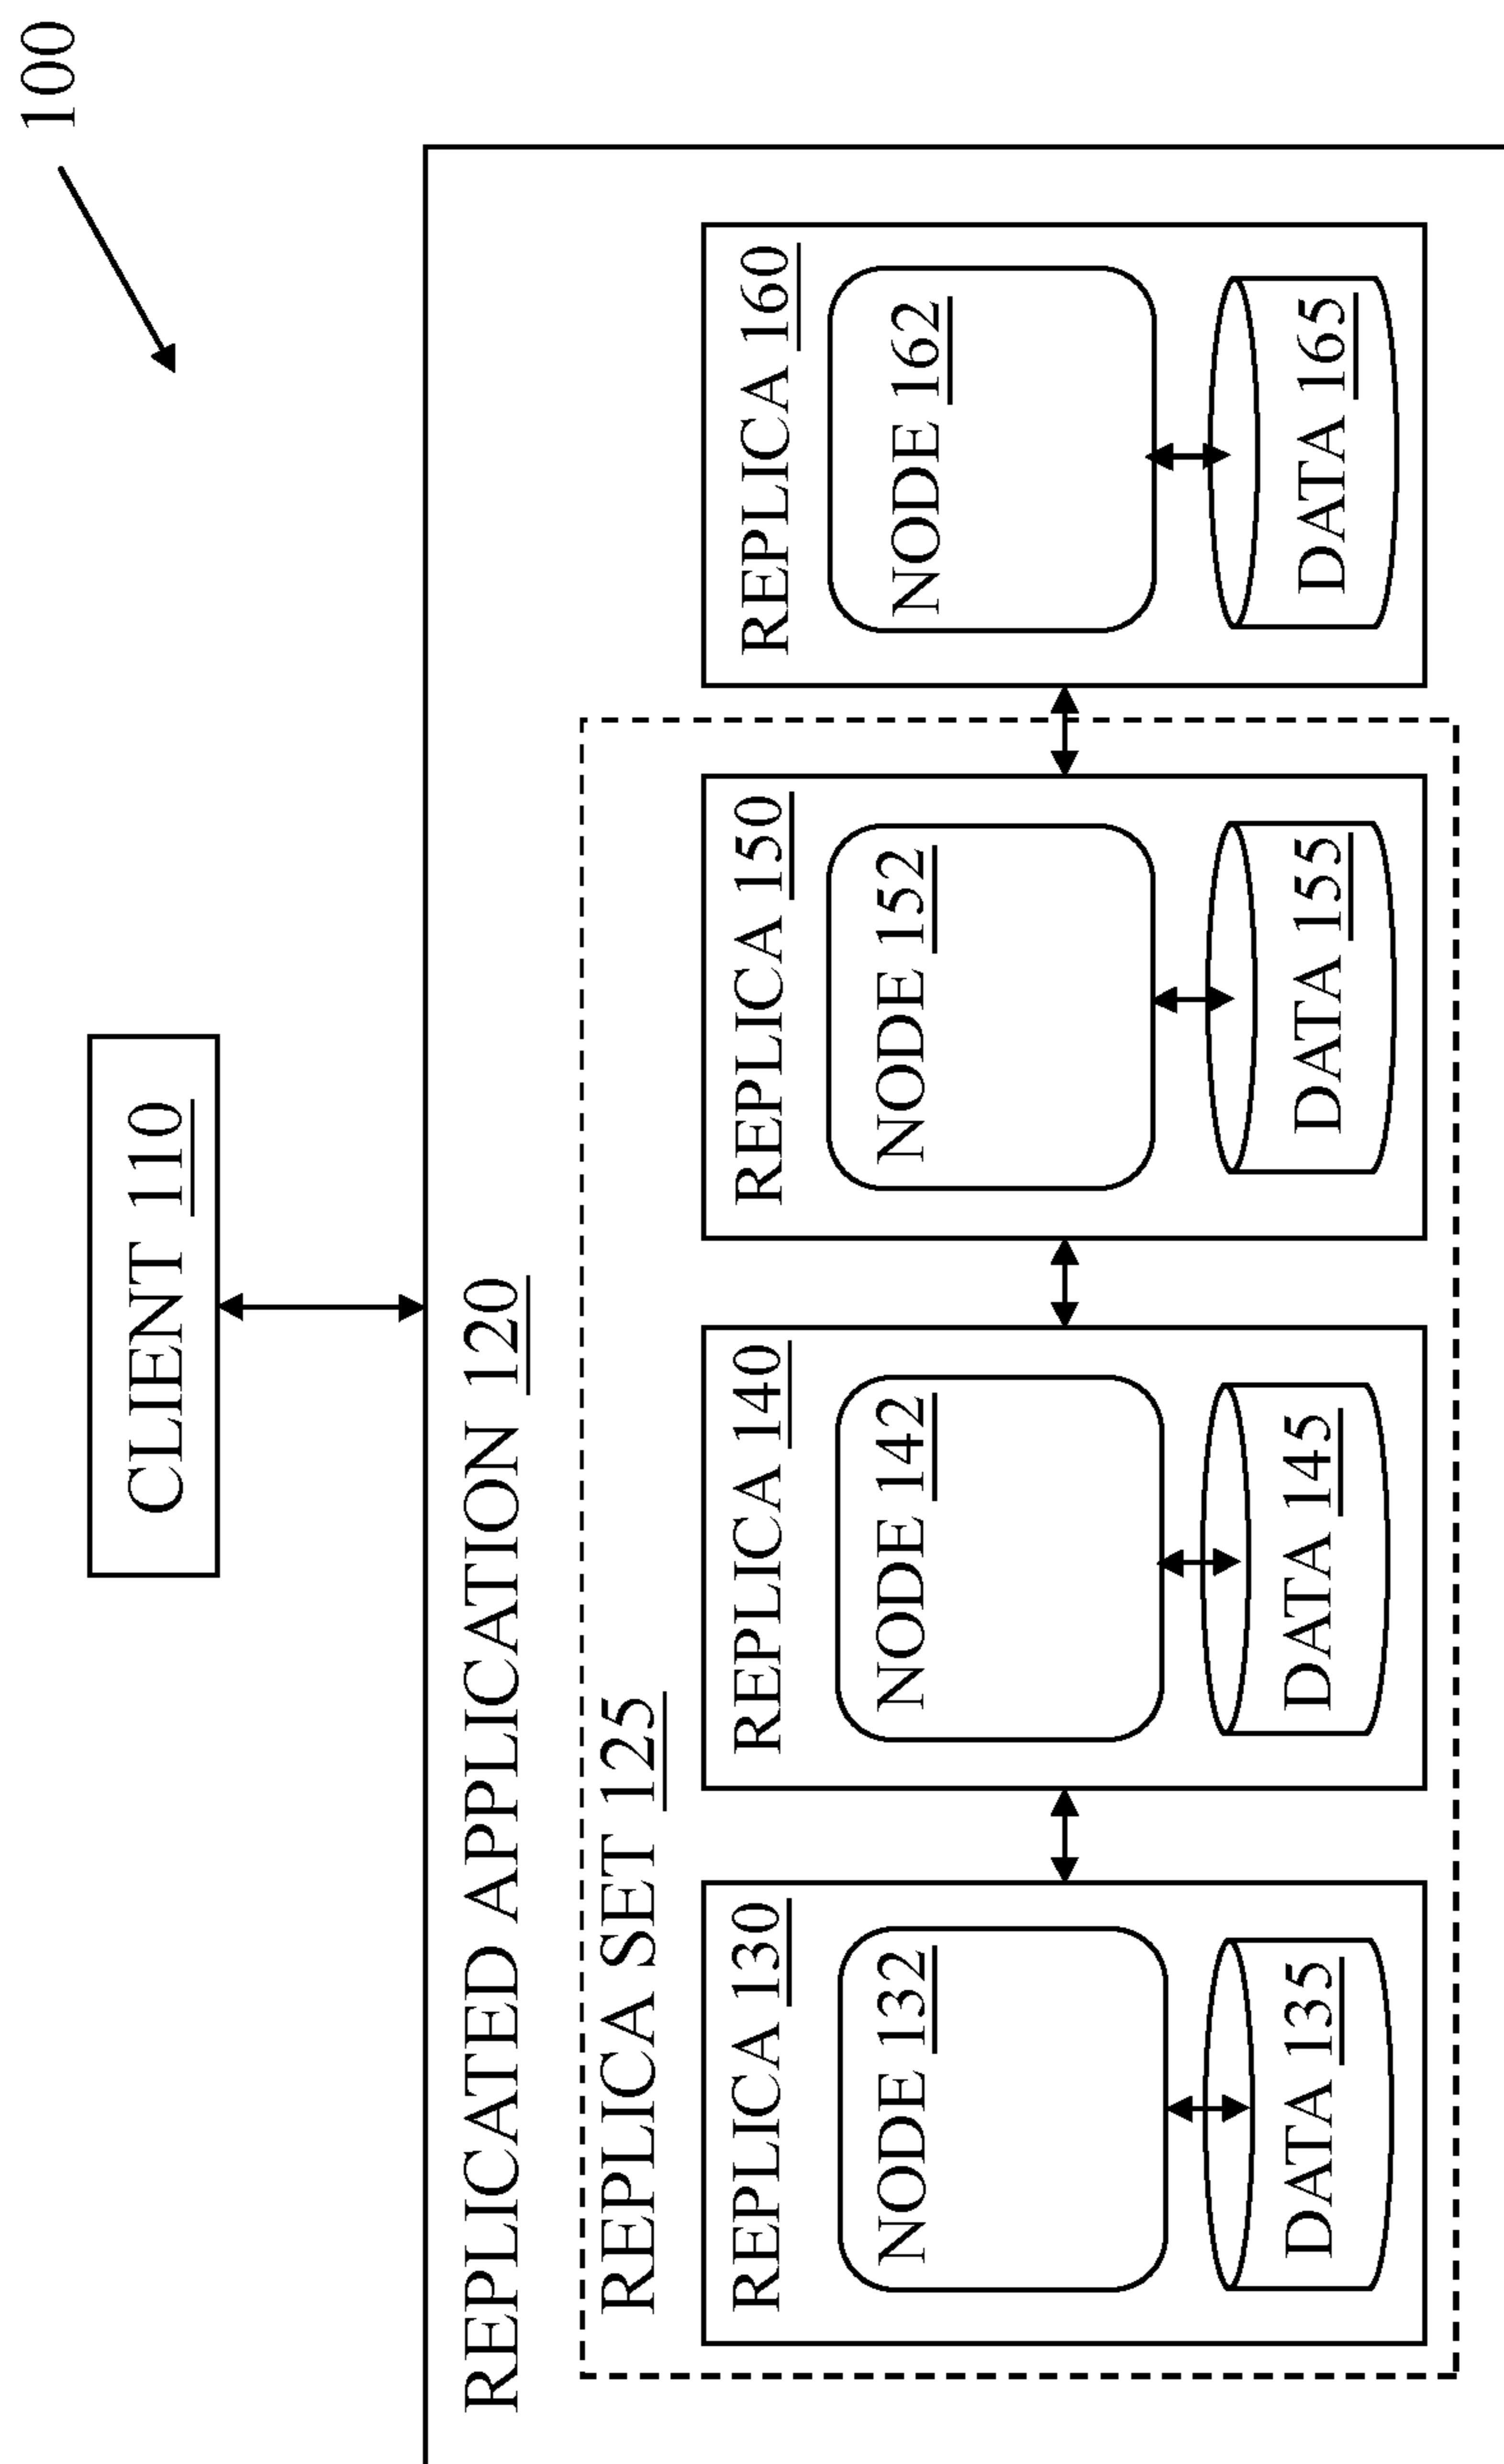 100
CLIENT 110
REPLICATED APPLICATION 120
REPLICA SET 125
REPLICA 130
NODE 132
DATA 135
REPLICA 140
NODE 142
DATA 145
REPLICA 150
NODE 152
DATA 155
REPLICA 160
NODE 162
DATA 165